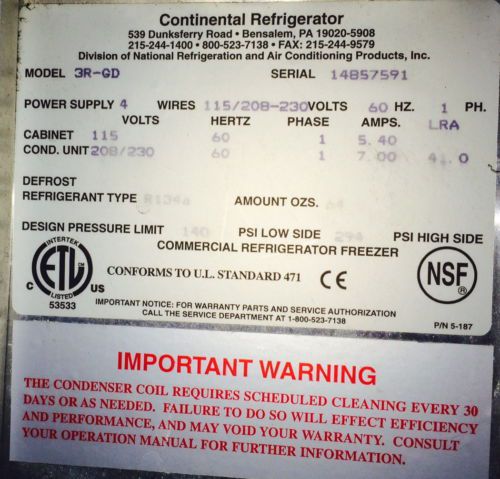 Continental Refrigerator
539 Dunksferry Road • Bensalem, PA 19020-5908
215-244-1400 • 800-523-7138 • FAX: 215-244-9579
Division of National Refrigeration and Air Conditioning Products, Inc.
MODEL 3R-GD SERIAL 14857591
POWER SUPPLY 4 WIRES 115/208-230 VOLTS 60 HZ. 1 PH.
VOLTS HERTZ PHASE AMPS. LRA
CABINET 115 60 1 5.40
COND. UNIT 208/230 60 1 7.00 41.0
DEFROST
REFRIGERANT TYPE R134a AMOUNT OZS. 64
DESIGN PRESSURE LIMIT 140 PSI LOW SIDE 294 PSI HIGH SIDE
COMMERCIAL REFRIGERATOR FREEZER
INTERTEK
ETL
C US
LISTED
53533
CONFORMS TO U.L. STANDARD 471 CE
NSF
IMPORTANT NOTICE: FOR WARRANTY PARTS AND SERVICE AUTHORIZATION
CALL THE SERVICE DEPARTMENT AT 1-800-523-7138
P/N 5-187
IMPORTANT WARNING
THE CONDENSER COIL REQUIRES SCHEDULED CLEANING EVERY 30
DAYS OR AS NEEDED. FAILURE TO DO SO WILL EFFECT EFFICIENCY
AND PERFORMANCE, AND MAY VOID YOUR WARRANTY. CONSULT
YOUR OPERATION MANUAL FOR FURTHER INFORMATION.